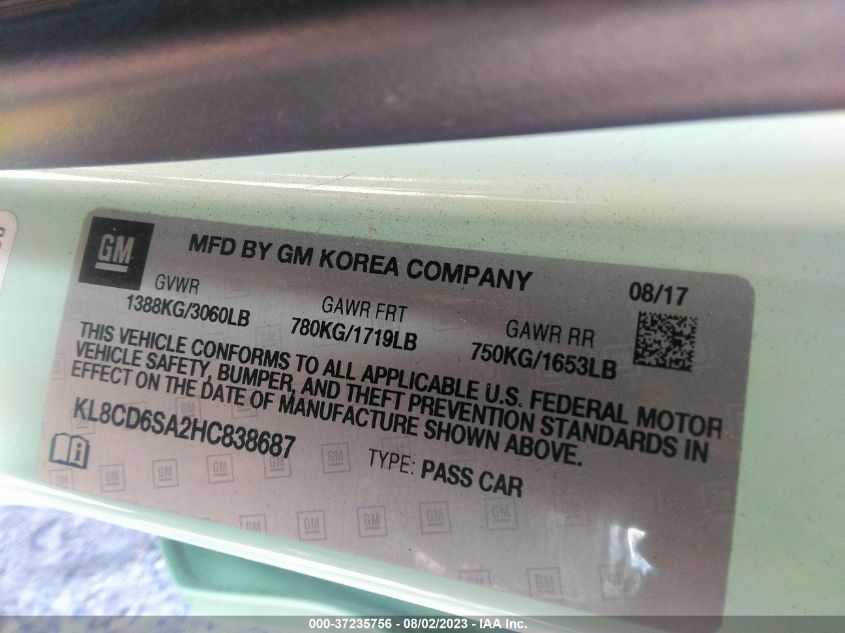 GM
MFD BY GM KOREA COMPANY
08/17
GVWR
1388KG/3060LB
GAWR FRT
780KG/1719LB
GAWR RR
750KG/1653LB
THIS VEHICLE CONFORMS TO ALL APPLICABLE U.S. FEDERAL MOTOR
VEHICLE SAFETY, BUMPER, AND THEFT PREVENTION STANDARDS IN
EFFECT ON THE DATE OF MANUFACTURE SHOWN ABOVE.
KL8CD6SA2HC838687
TYPE: PASS CAR
000-37235756 — 08/02/2023 — IAA Inc.